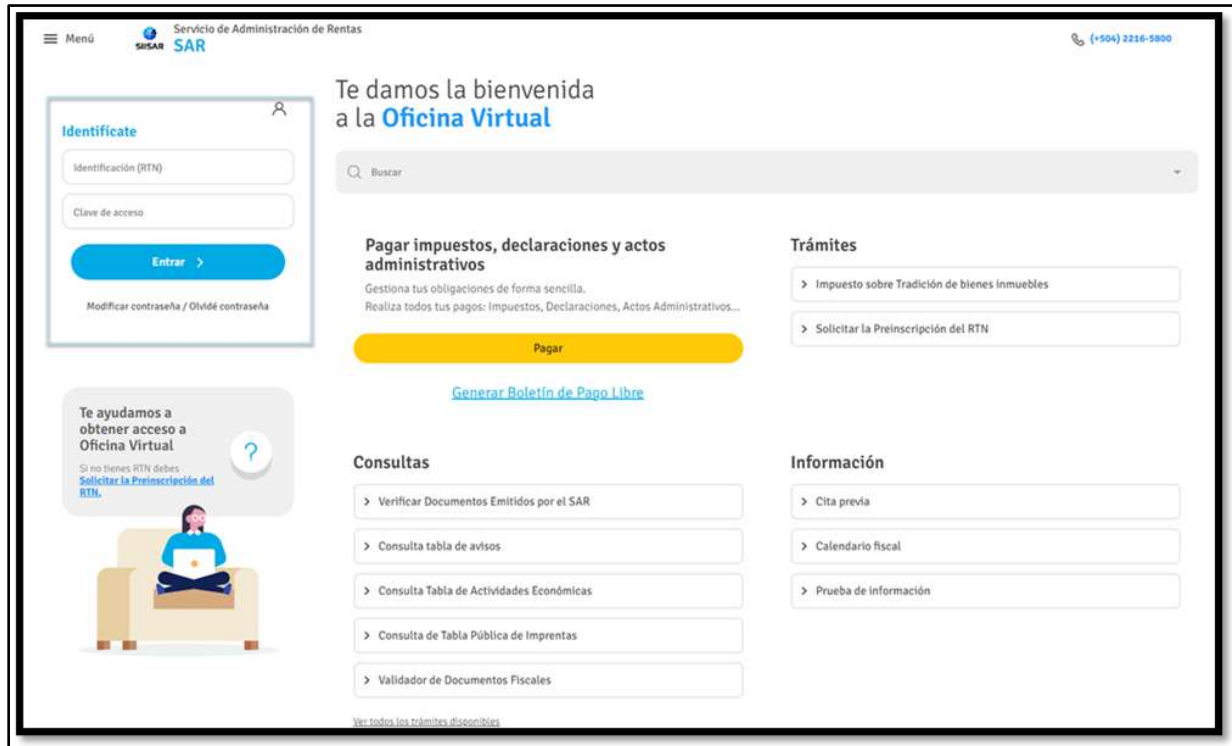 Menú
SIISAR
Servicio de Administración de Rentas
SAR
(+504) 2216-5800
Identifícate
Identificación (RTN)
Clave de acceso
Entrar
Modificar contraseña / Olvidé contraseña
Te ayudamos a
obtener acceso a
Oficina Virtual
Si no tienes RTN debes
Solicitar la Preinscripción del
RTN.
?
Te damos la bienvenida
a la Oficina Virtual
Buscar
Pagar impuestos, declaraciones y actos
administrativos
Gestiona tus obligaciones de forma sencilla.
Realiza todos tus pagos: Impuestos, Declaraciones, Actos Administrativos...
Pagar
Generar Boletín de Pago Libre
Trámites
Impuesto sobre Tradición de bienes inmuebles
Solicitar la Preinscripción del RTN
Consultas
Verificar Documentos Emitidos por el SAR
Consulta tabla de avisos
Consulta Tabla de Actividades Económicas
Consulta de Tabla Pública de Imprentas
Validador de Documentos Fiscales
Ver todos los trámites disponibles
Información
Cita previa
Calendario fiscal
Prueba de información